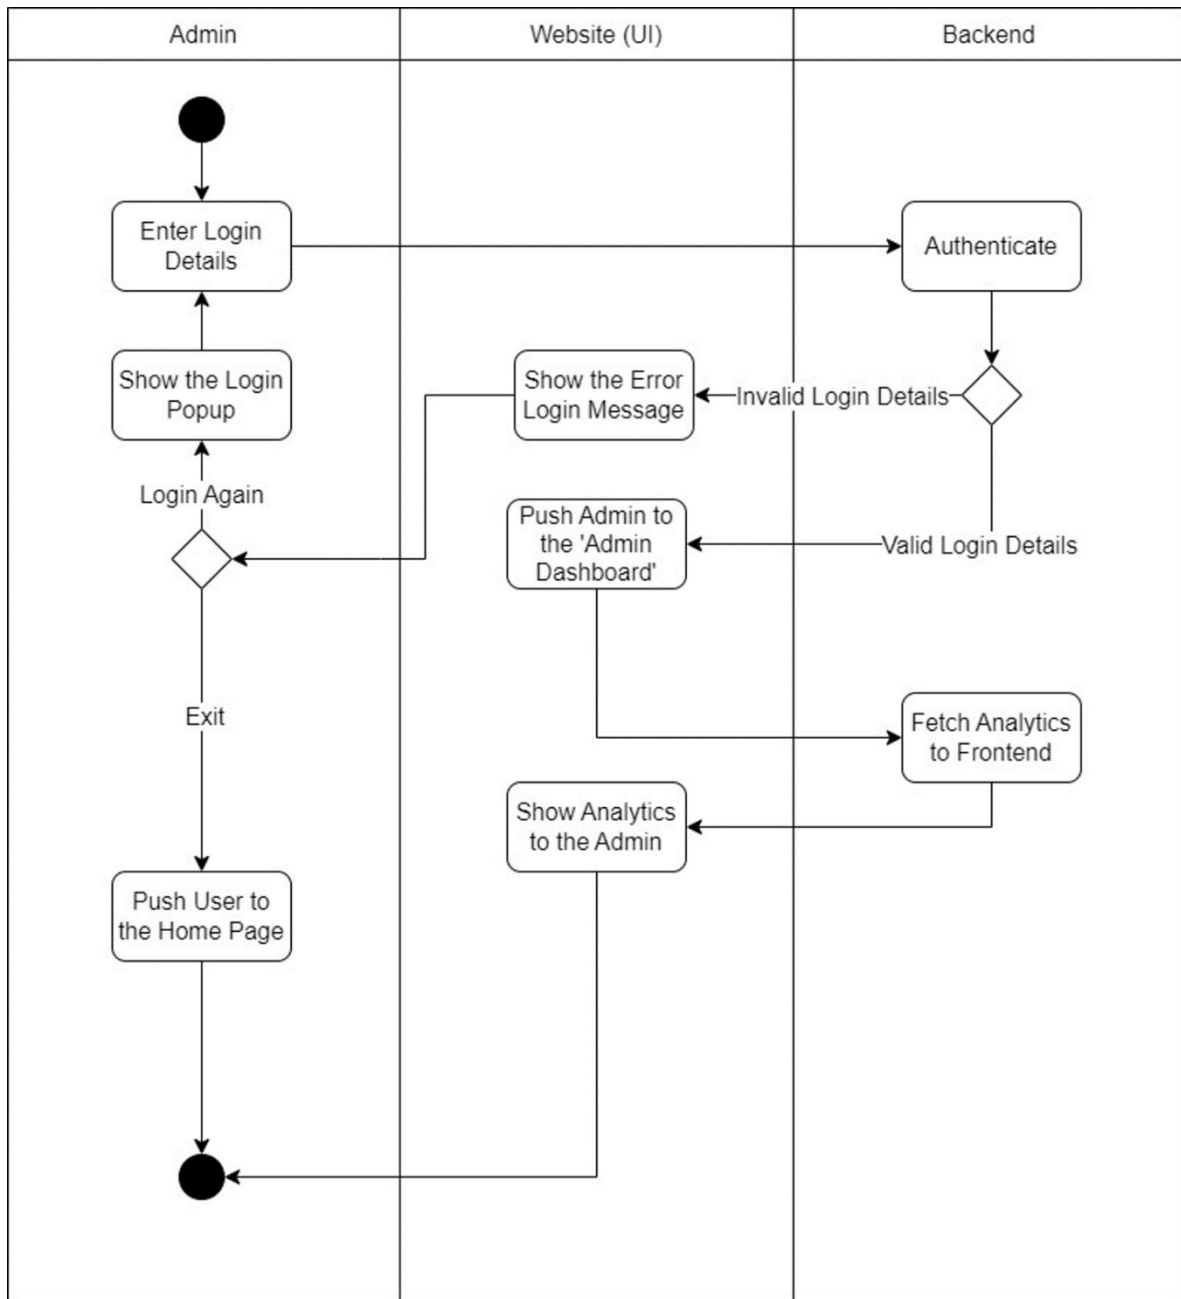 Admin
Website (UI)
Backend
Enter Login
Details
Authenticate
Show the Login
Popup
Show the Error
Login Message
Invalid Login Details
Login Again
Push Admin to
the 'Admin
Dashboard'
Valid Login Details
Exit
Fetch Analytics
to Frontend
Show Analytics
to the Admin
Push User to
the Home Page